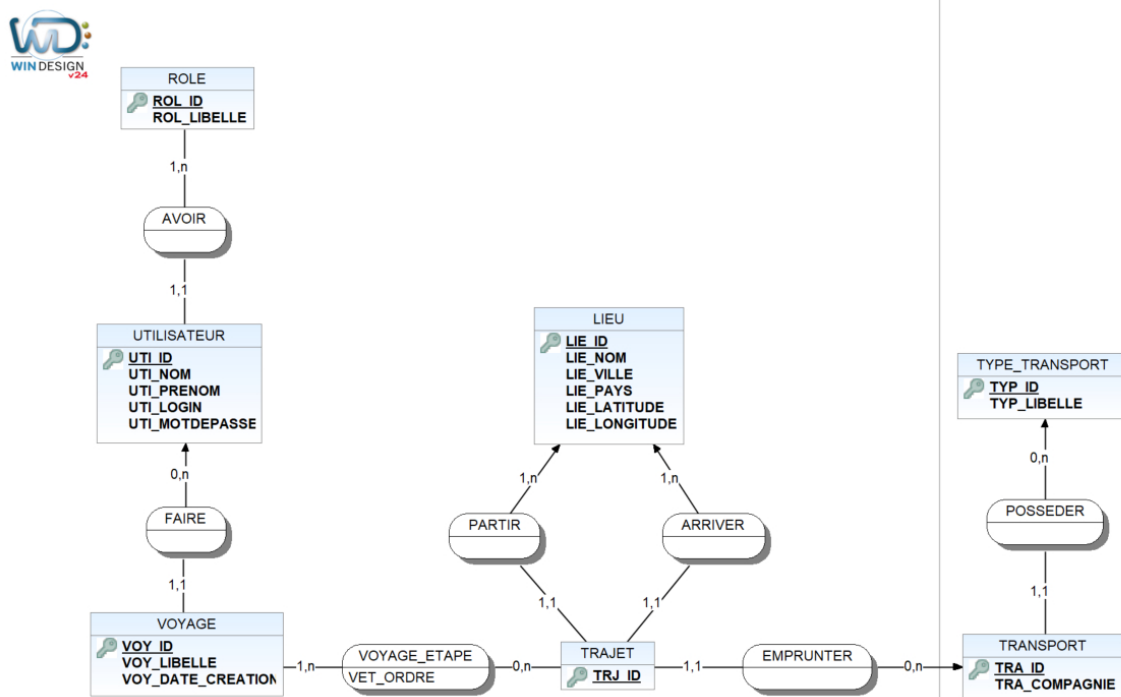 WIN DESIGN
v24
ROLE
ROL_ID
ROL_LIBELLE
1,n
AVOIR
1,1
UTILISATEUR
UTI_ID
UTI_NOM
UTI_PRENOM
UTI_LOGIN
UTI_MOTDEPASSE
0,n
FAIRE
1,1
VOYAGE
VOY_ID
VOY_LIBELLE
VOY_DATE_CREATION
1,n
VOYAGE_ETAPE
VET_ORDRE
0,n
LIEU
LIE_ID
LIE_NOM
LIE_VILLE
LIE_PAYS
LIE_LATITUDE
LIE_LONGITUDE
1,n
1,n
PARTIR
ARRIVER
1,1
1,1
TRAJET
TRJ_ID
1,1
EMPRUNTER
0,n
TYPE_TRANSPORT
TYP_ID
TYP_LIBELLE
0,n
POSSEDER
1,1
TRANSPORT
TRA_ID
TRA_COMPAGNIE